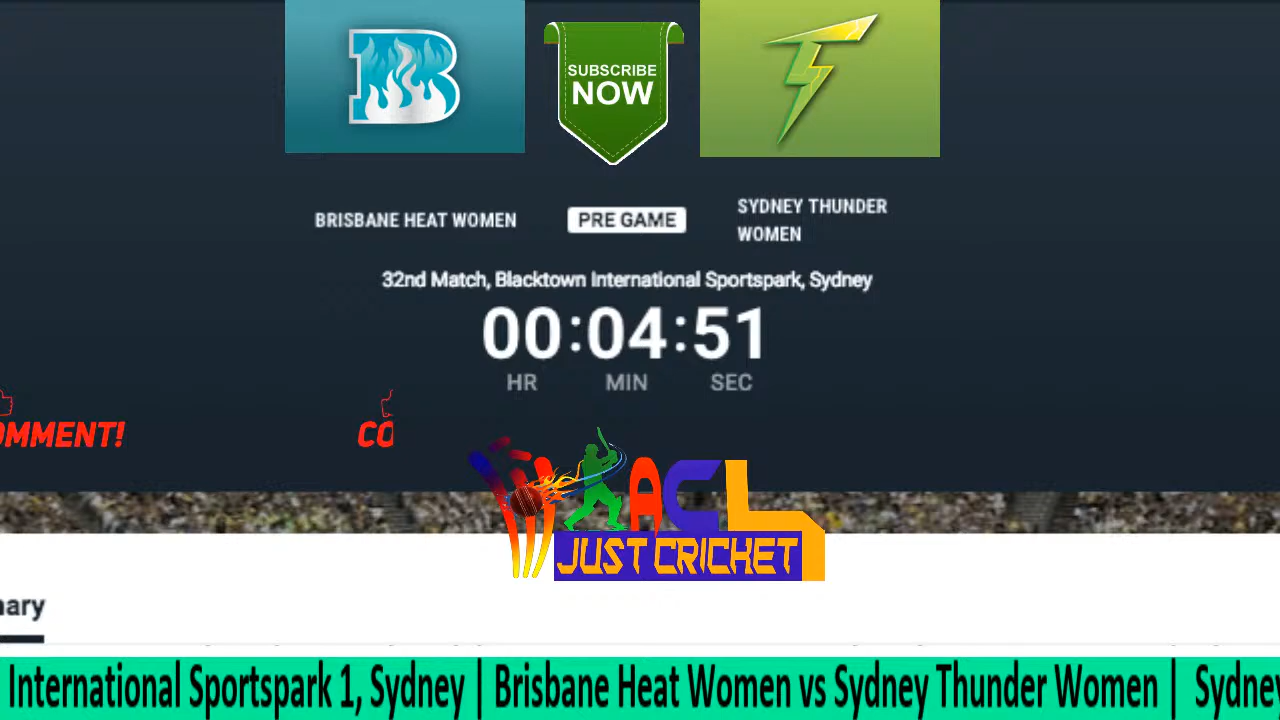 SUBSCRIBE
NOW
BRISBANE HEAT WOMEN
PRE GAME
SYDNEY THUNDER
WOMEN
32nd Match, Blacktown International Sportspark, Sydney
00:04:51
HR MIN SEC
OMMENT!
CO
ACL
JUST CRICKET
nary
International Sportspark 1, Sydney | Brisbane Heat Women vs Sydney Thunder Women | Sydney